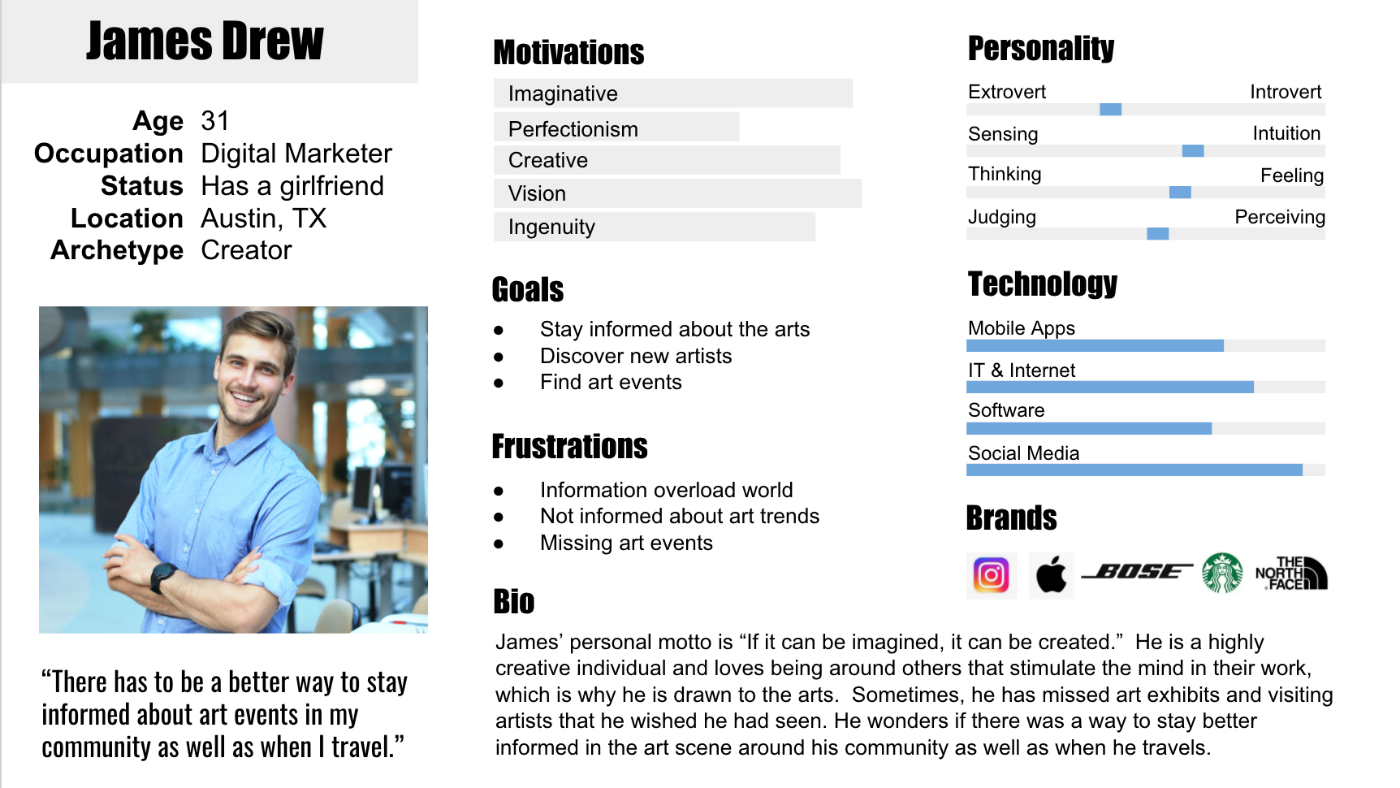 James Drew
Age 31
Occupation Digital Marketer
Status Has a girlfriend
Location Austin, TX
Archetype Creator
“There has to be a better way to stay
informed about art events in my
community as well as when I travel.”
Motivations
Imaginative
Perfectionism
Creative
Vision
Ingenuity
Goals
● Stay informed about the arts
● Discover new artists
● Find art events
Frustrations
● Information overload world
● Not informed about art trends
● Missing art events
Bio
James’ personal motto is “If it can be imagined, it can be created.”  He is a highly
creative individual and loves being around others that stimulate the mind in their work,
which is why he is drawn to the arts.  Sometimes, he has missed art exhibits and visiting
artists that he wished he had seen. He wonders if there was a way to stay better
informed in the art scene around his community as well as when he travels.
Personality
Extrovert Introvert
Sensing Intuition
Thinking Feeling
Judging Perceiving
Technology
Mobile Apps
IT & Internet
Software
Social Media
Brands
BOSE
THE
NORTH
FACE